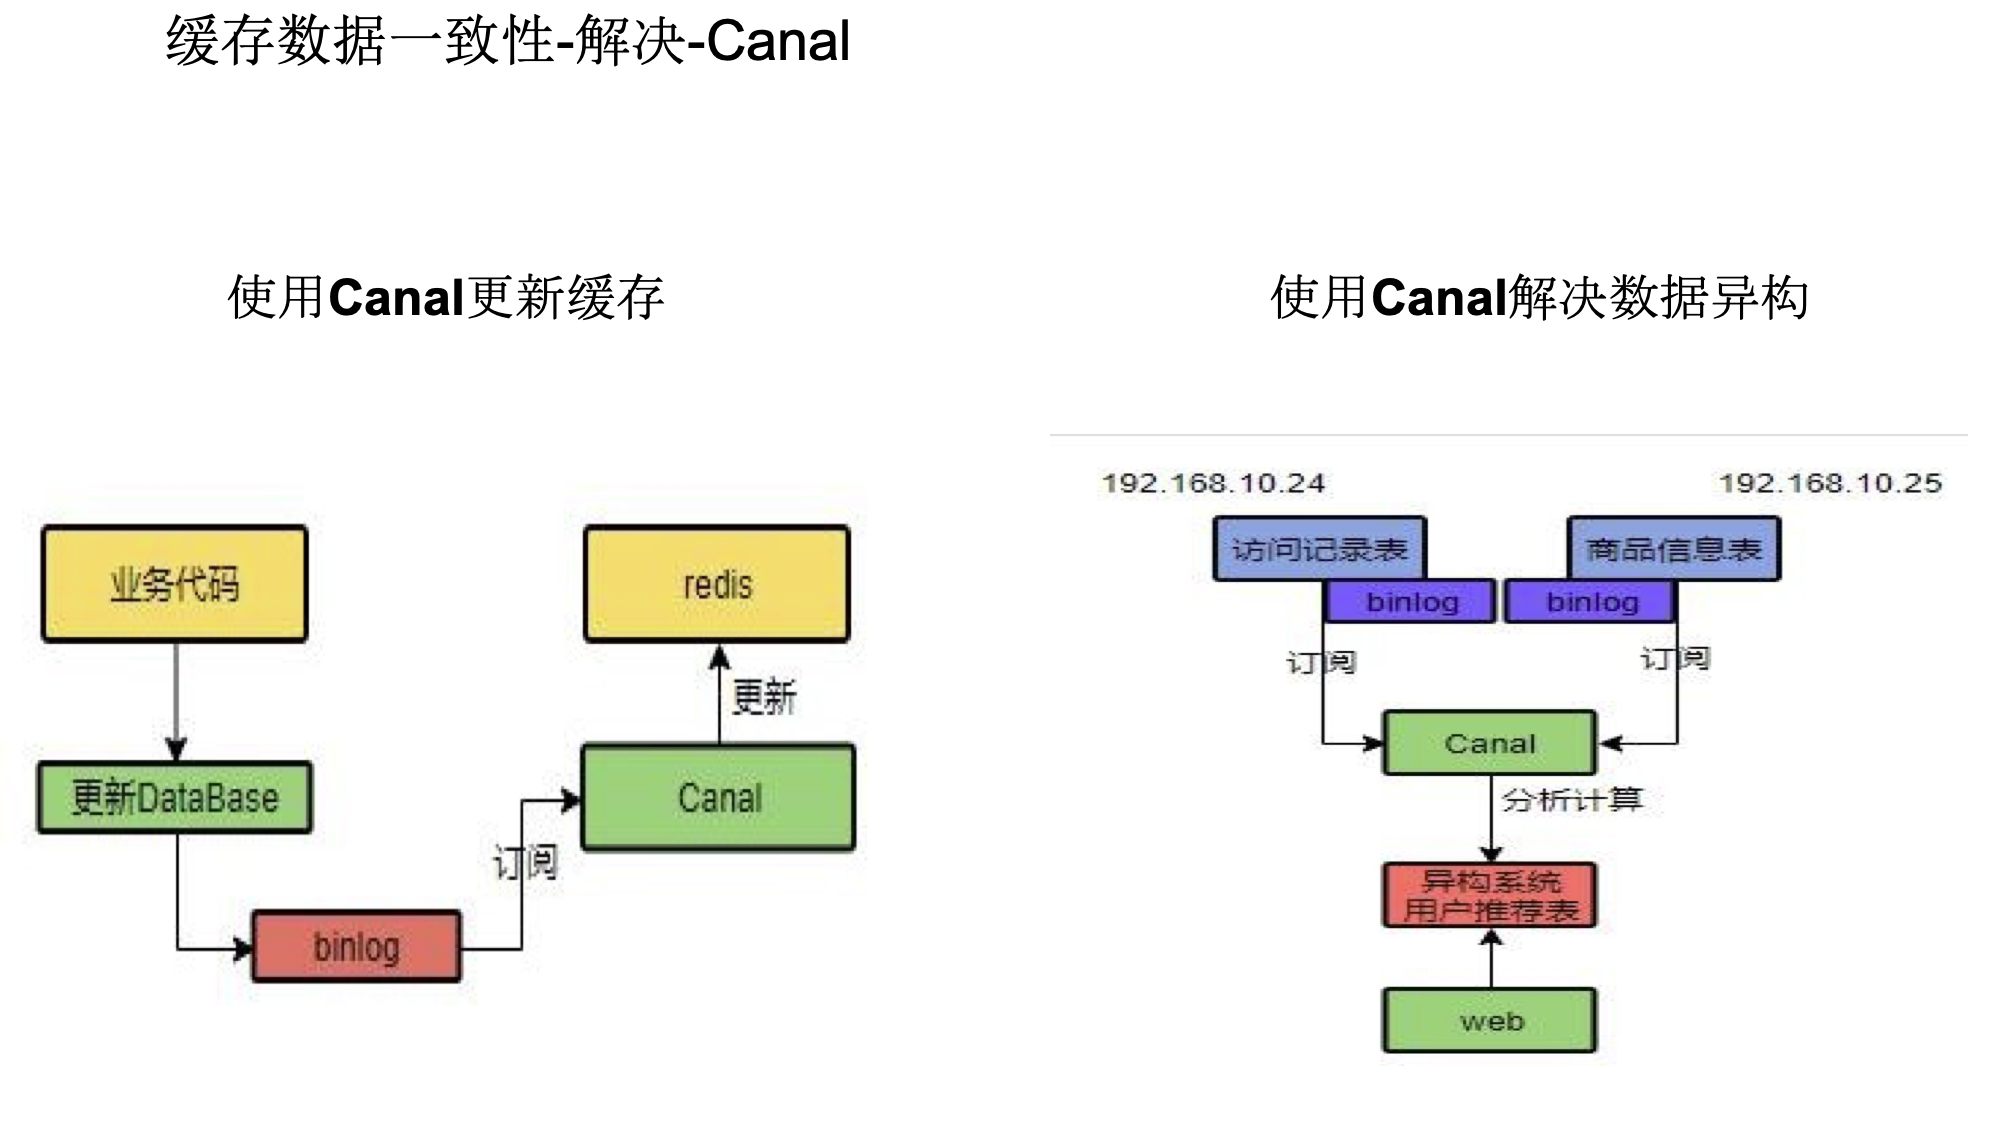 缓存数据一致性-解决-Canal
使用Canal更新缓存
业务代码
redis
更新
更新DataBase
Canal
订阅
binlog
使用Canal解决数据异构
192.168.10.24
192.168.10.25
访问记录表
商品信息表
binlog
binlog
订阅
订阅
Canal
分析计算
异构系统
用户推荐表
web